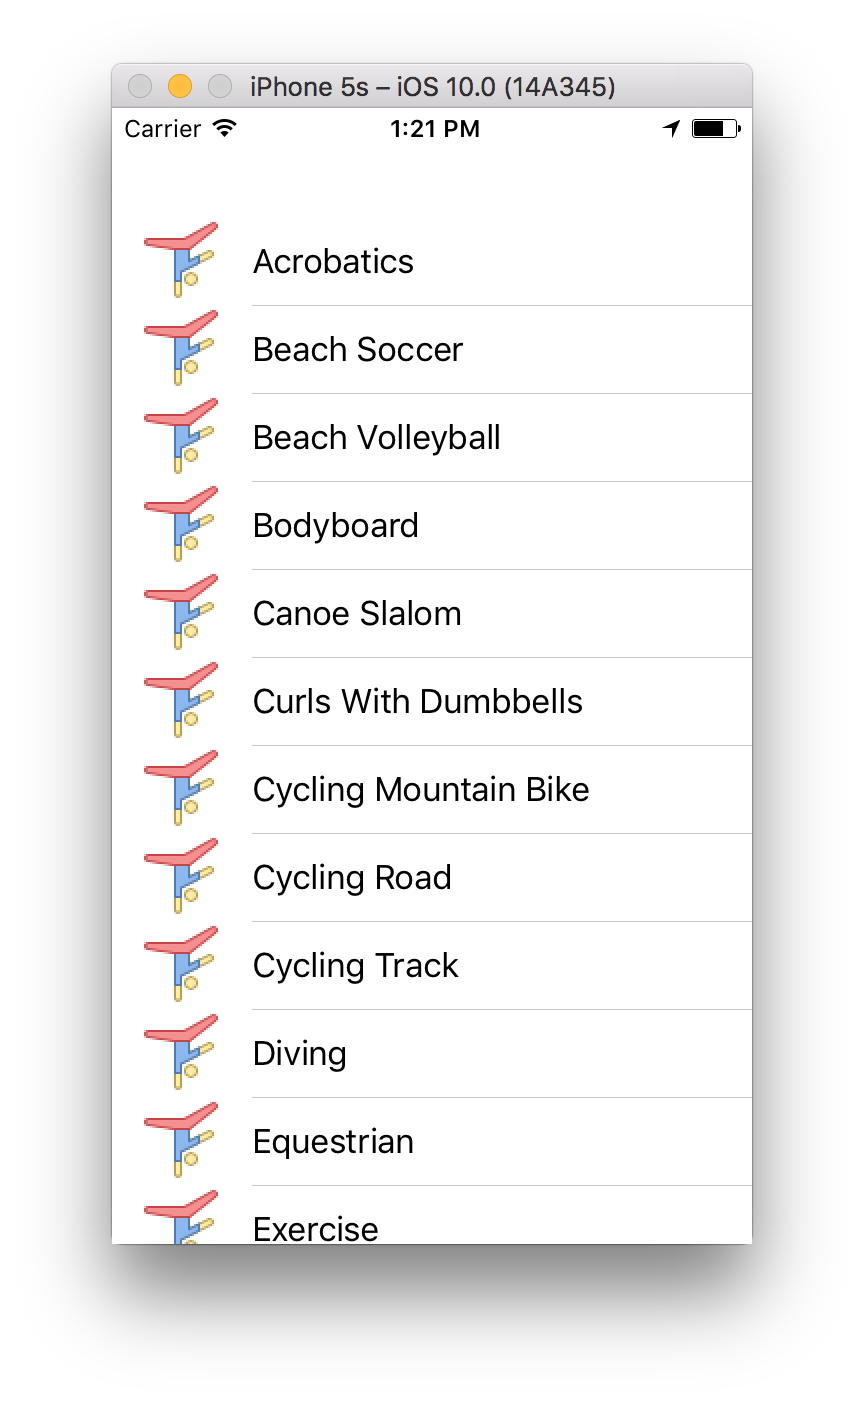 iPhone 5s – iOS 10.0 (14A345)
Carrier 1:21 PM
Acrobatics
Beach Soccer
Beach Volleyball
Bodyboard
Canoe Slalom
Curls With Dumbbells
Cycling Mountain Bike
Cycling Road
Cycling Track
Diving
Equestrian
Exercise